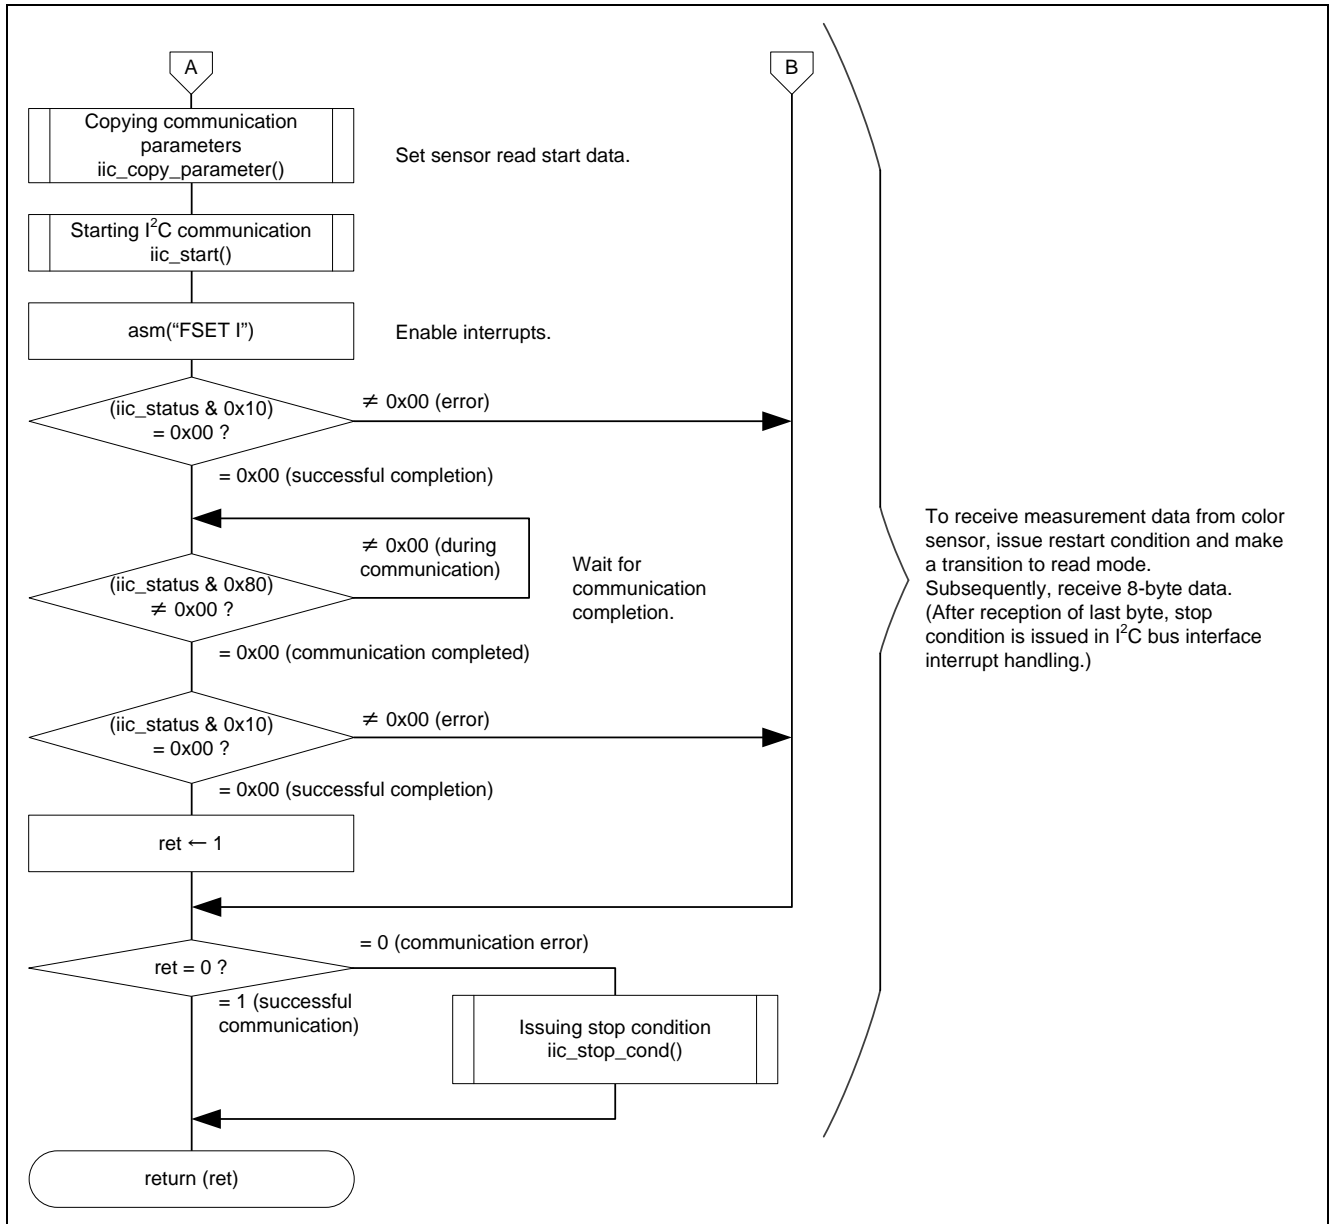 A
B
Copying communication
parameters
iic_copy_parameter()
Set sensor read start data.
Starting I²C communication
iic_start()
asm(“FSET I”)
Enable interrupts.
(iic_status & 0x10)
= 0x00 ?
≠ 0x00 (error)
= 0x00 (successful completion)
≠ 0x00 (during
communication)
Wait for
communication
completion.
(iic_status & 0x80)
≠ 0x00 ?
= 0x00 (communication completed)
(iic_status & 0x10)
= 0x00 ?
≠ 0x00 (error)
= 0x00 (successful completion)
ret ← 1
ret = 0 ?
= 0 (communication error)
= 1 (successful
communication)
Issuing stop condition
iic_stop_cond()
return (ret)
To receive measurement data from color
sensor, issue restart condition and make
a transition to read mode.
Subsequently, receive 8-byte data.
(After reception of last byte, stop
condition is issued in I²C bus interface
interrupt handling.)